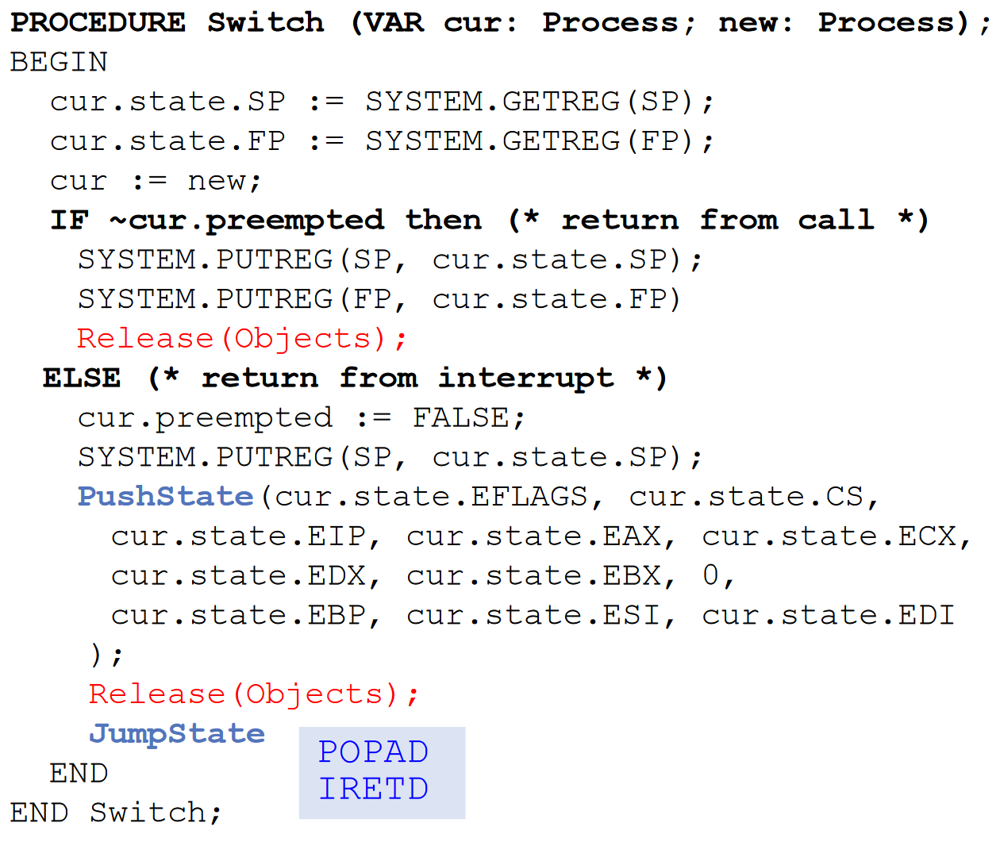 PROCEDURE Switch (VAR cur: Process; new: Process);
BEGIN
cur.state.SP := SYSTEM.GETREG(SP);
cur.state.FP := SYSTEM.GETREG(FP);
cur := new;
IF ~cur.preempted then (* return from call *)
SYSTEM.PUTREG(SP, cur.state.SP);
SYSTEM.PUTREG(FP, cur.state.FP)
Release(Objects);
ELSE (* return from interrupt *)
cur.preempted := FALSE;
SYSTEM.PUTREG(SP, cur.state.SP);
PushState(cur.state.EFLAGS, cur.state.CS,
cur.state.EIP, cur.state.EAX, cur.state.ECX,
cur.state.EDX, cur.state.EBX, 0,
cur.state.EBP, cur.state.ESI, cur.state.EDI
);
Release(Objects);
JumpState
POPAD
IRETD
END
END Switch;